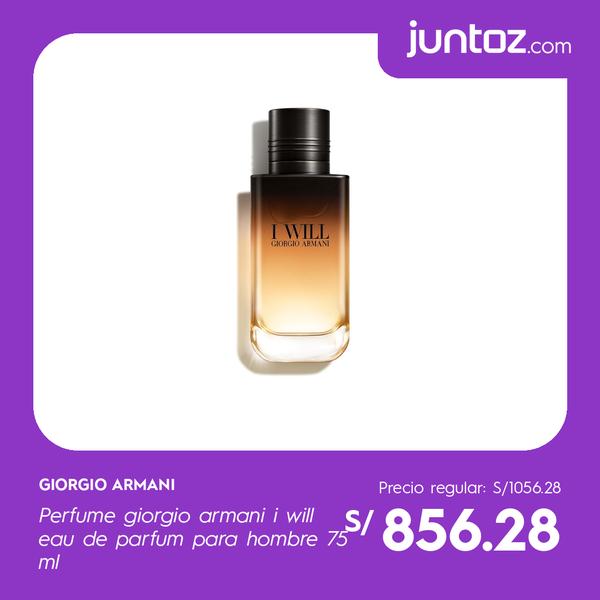 juntoz.com
I WILL
GIORGIO ARMANI
GIORGIO ARMANI
Perfume giorgio armani i will
eau de parfum para hombre 75
ml
Precio regular: S/1056.28
S/ 856.28